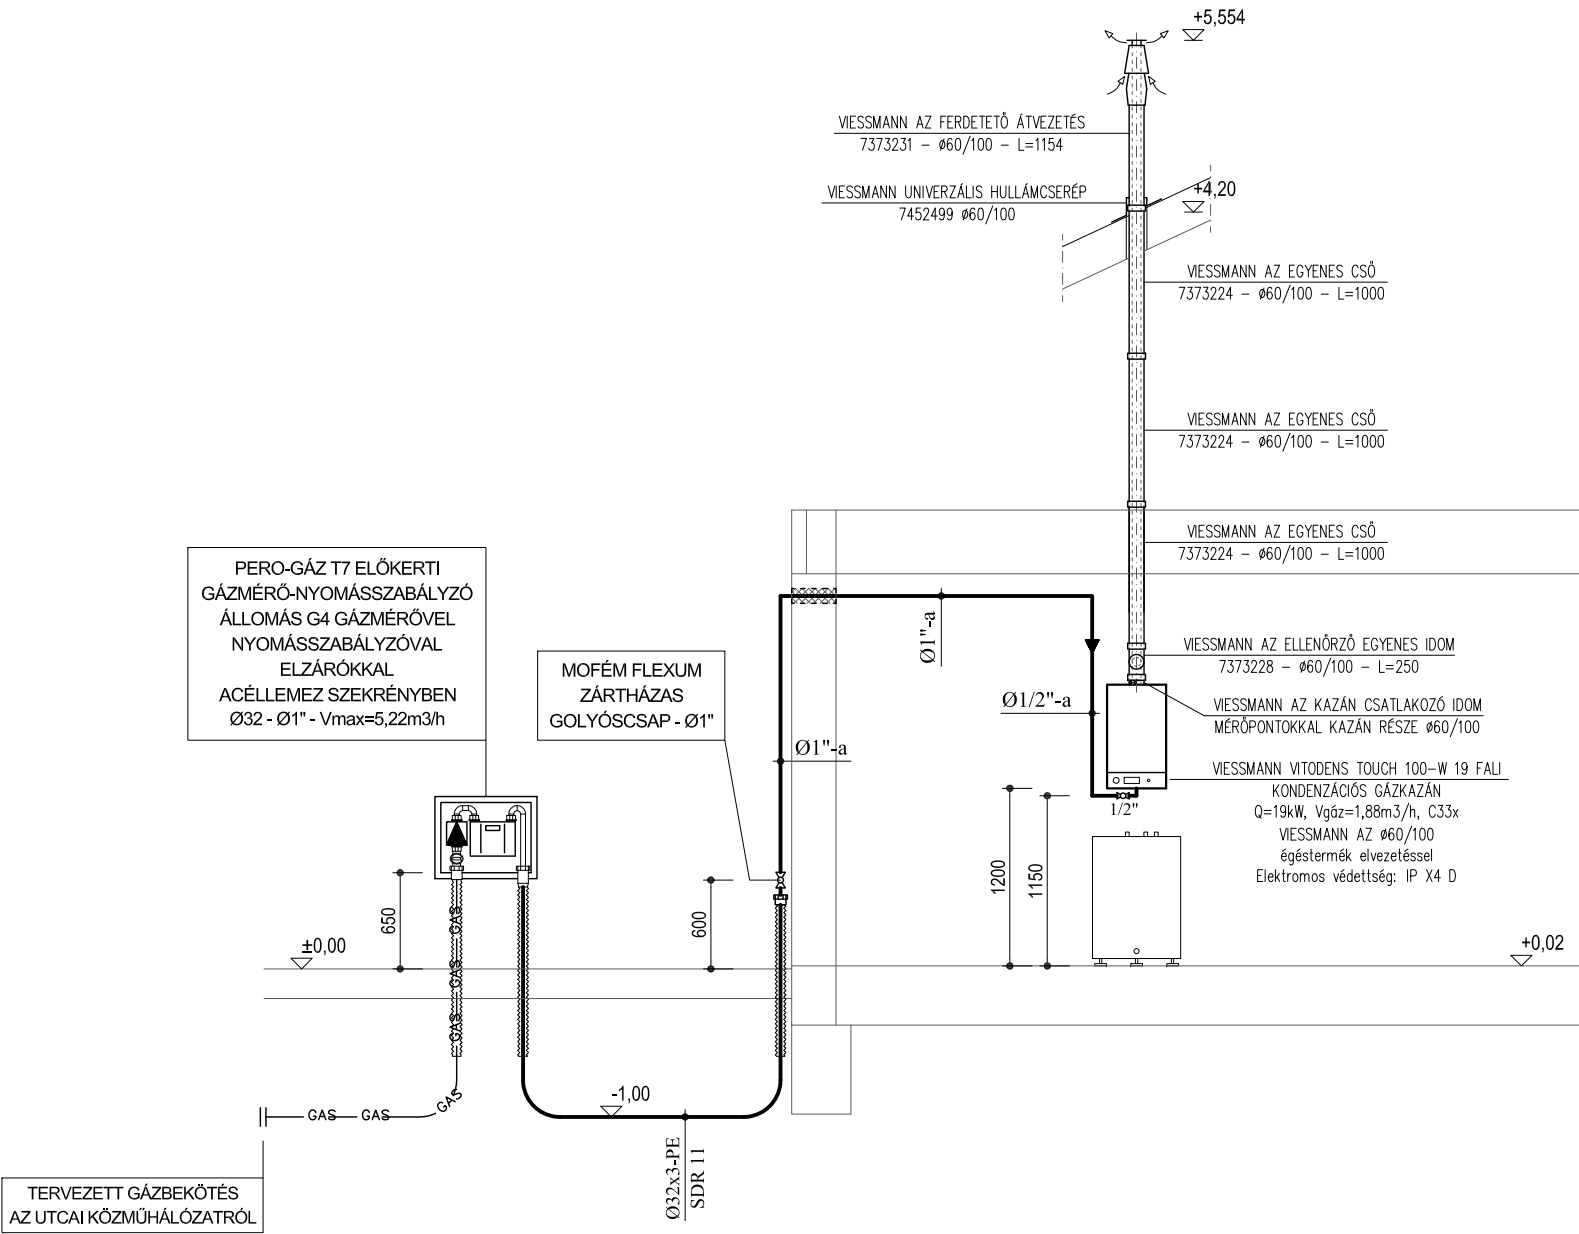 +5,554
VIESSMANN AZ FERDETETŐ ÁTVEZETÉS
7373231 – ø60/100 – L=1154
VIESSMANN UNIVERZÁLIS HULLÁMCSERÉP
7452499 ø60/100
+4,20
VIESSMANN AZ EGYENES CSŐ
7373224 – ø60/100 – L=1000
VIESSMANN AZ EGYENES CSŐ
7373224 – ø60/100 – L=1000
VIESSMANN AZ EGYENES CSŐ
7373224 – ø60/100 – L=1000
PERO-GÁZ T7 ELŐKERTI
GÁZMÉRŐ-NYOMÁSSZABÁLYZÓ
ÁLLOMÁS G4 GÁZMÉRŐVEL
NYOMÁSSZABÁLYZÓVAL
ELZÁRÓKKAL
ACÉLLEMEZ SZEKRÉNYBEN
Ø32 - Ø1" - Vmax=5,22m3/h
MOFÉM FLEXUM
ZÁRTHÁZAS
GOLYÓSCSAP - Ø1"
Ø1"-a
Ø1"-a
Ø1/2"-a
VIESSMANN AZ ELLENŐRZŐ EGYENES IDOM
7373228 – ø60/100 – L=250
VIESSMANN AZ KAZÁN CSATLAKOZÓ IDOM
MÉRŐPONTOKKAL KAZÁN RÉSZE ø60/100
VIESSMANN VITODENS TOUCH 100–W 19 FALI
KONDENZÁCIÓS GÁZKAZÁN
Q=19kW, Vgáz=1,88m3/h, C33x
VIESSMANN AZ ø60/100
égéstermék elvezetéssel
Elektromos védettség: IP X4 D
1/2"
1200
1150
650
600
±0,00
+0,02
GAS
GAS
GAS
GAS
GAS
GAS
-1,00
Ø32x3-PE
SDR 11
TERVEZETT GÁZBEKÖTÉS
AZ UTCAI KÖZMŰHÁLÓZATRÓL